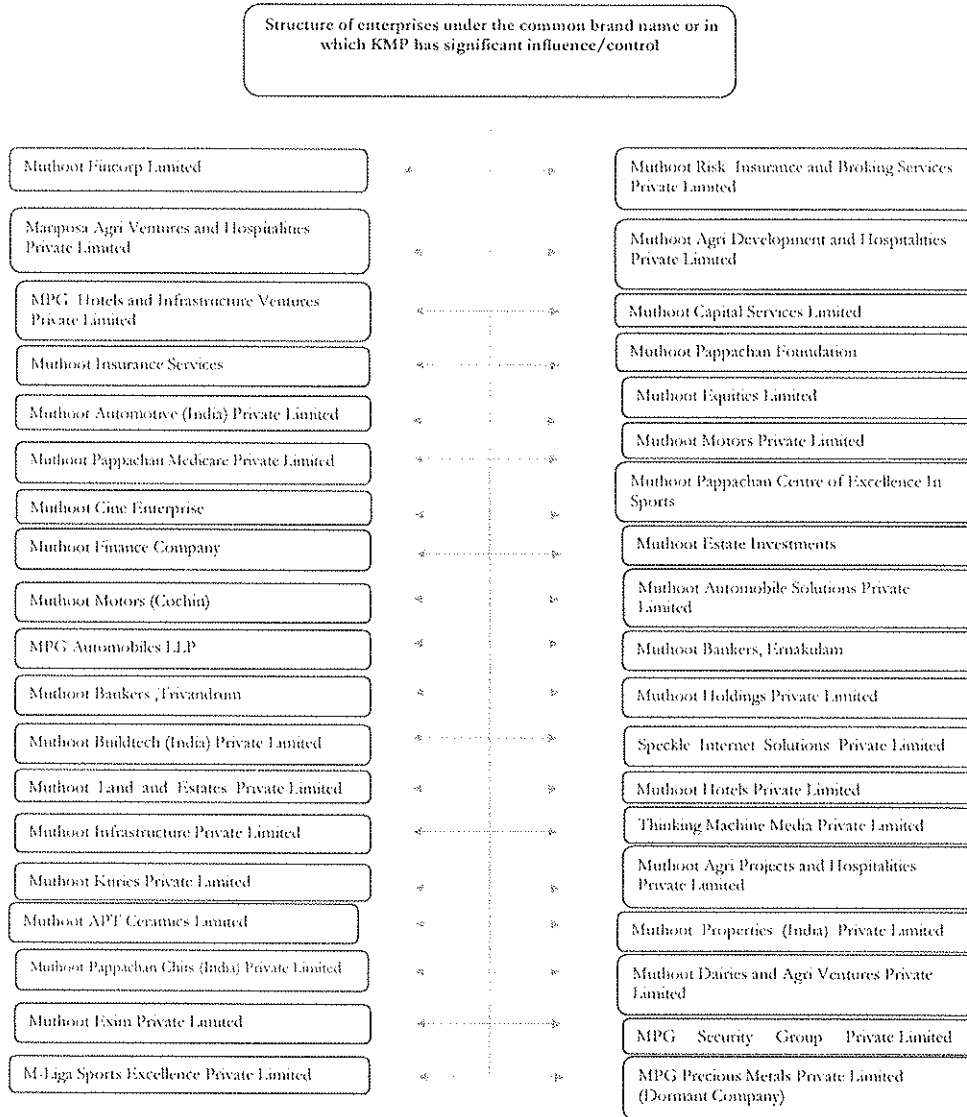 Structure of enterprises under the common brand name or in
which KMP has significant influence/control
Muthoot Fincorp Limited
Muthoot Risk Insurance and Broking Services
Private Limited
Mariposa Agri Ventures and Hospitalities
Private Limited
Muthoot Agri Development and Hospitalities
Private Limited
MPG Hotels and Infrastructure Ventures
Private Limited
Muthoot Capital Services Limited
Muthoot Insurance Services
Muthoot Pappachan Foundation
Muthoot Automotive (India) Private Limited
Muthoot Equities Limited
Muthoot Pappachan Medicare Private Limited
Muthoot Motors Private Limited
Muthoot Cine Enterprise
Muthoot Pappachan Centre of Excellence In
Sports
Muthoot Finance Company
Muthoot Estate Investments
Muthoot Motors (Cochin)
Muthoot Automobile Solutions Private
Limited
MPG Automobiles LLP
Muthoot Bankers, Ernakulam
Muthoot Bankers ,Trivandrum
Muthoot Holdings Private Limited
Muthoot Buildtech (India) Private Limited
Speckle Internet Solutions Private Limited
Muthoot Land and Estates Private Limited
Muthoot Hotels Private Limited
Muthoot Infrastructure Private Limited
Thinking Machine Media Private Limited
Muthoot Kuries Private Limited
Muthoot Agri Projects and Hospitalities
Private Limited
Muthoot APT Ceramics Limited
Muthoot Properties (India) Private Limited
Muthoot Pappachan Chits (India) Private Limited
Muthoot Dairies and Agri Ventures Private
Limited
Muthoot Exim Private Limited
MPG Security Group Private Limited
M-Liga Sports Excellence Private Limited
MPG Precious Metals Private Limited
(Dormant Company)